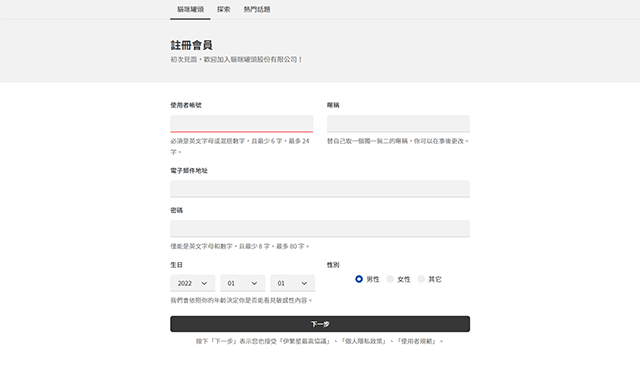 貓咪罐頭 探索 熱門話題
註冊會員
初次見面，歡迎加入貓咪罐頭股份有限公司！
使用者帳號 暱稱
必須是英文字母或混搭數字，且最少 6 字，最多 24 字。
替自己取一個獨一無二的暱稱，你可以在事後更改。
電子郵件地址
密碼
僅能是英文字母和數字，且最少 8 字，最多 80 字。
生日 性別
2022 01 01 男性 女性 其它
我們會依照你的年齡決定你是否能看見敏感性內容。
下一步
按下「下一步」表示您也接受「伊繁星最高協議」、「個人隱私政策」、「使用者規範」。